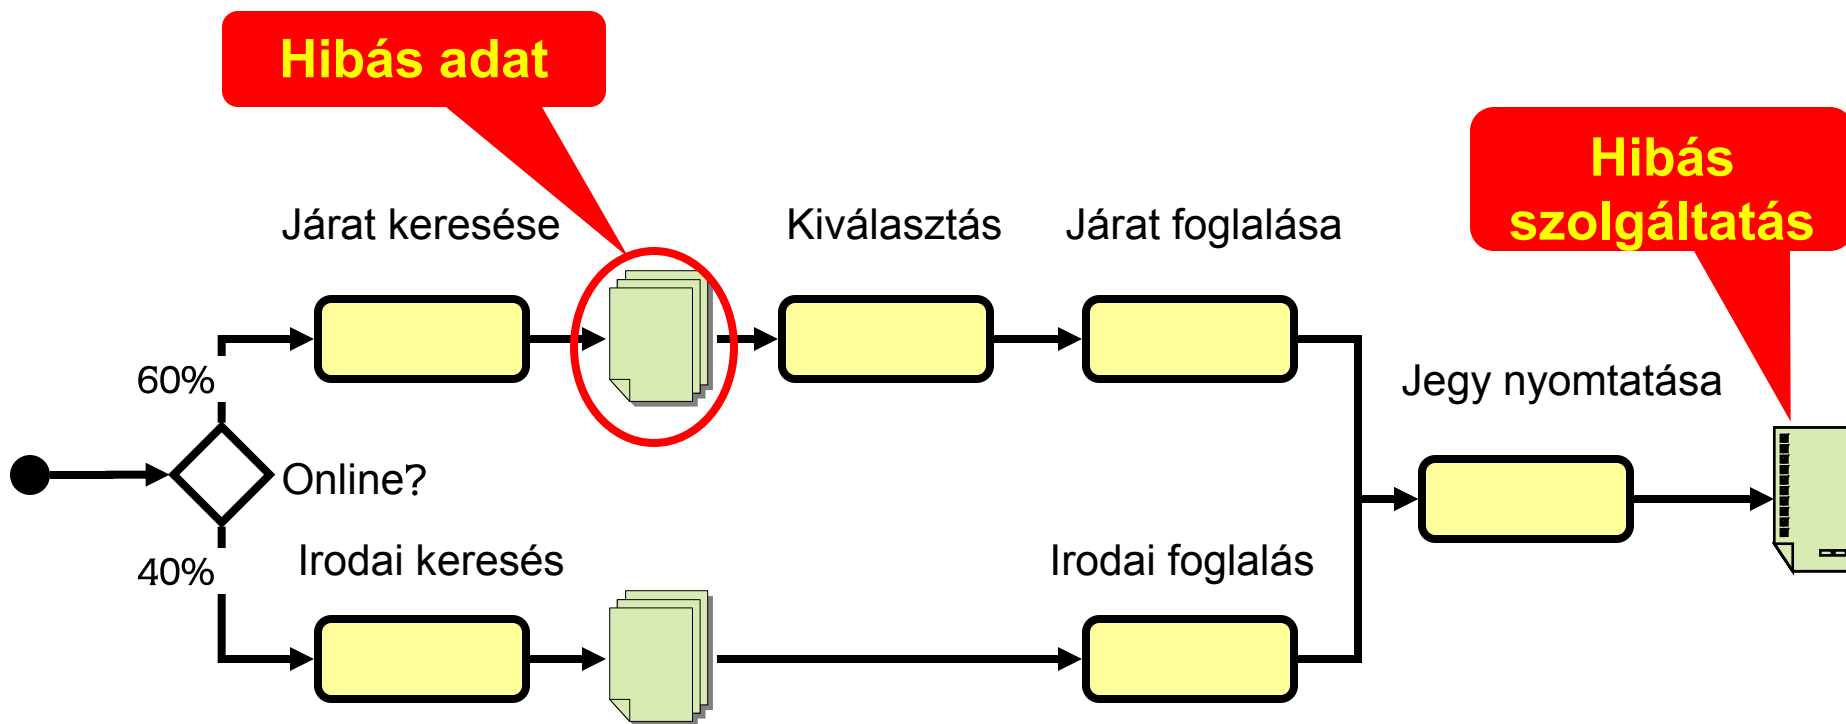 Hibás adat
Hibás
szolgáltatás
Járat keresése
Kiválasztás
Járat foglalása
60%
Jegy nyomtatása
Online?
40%
Irodai keresés
Irodai foglalás